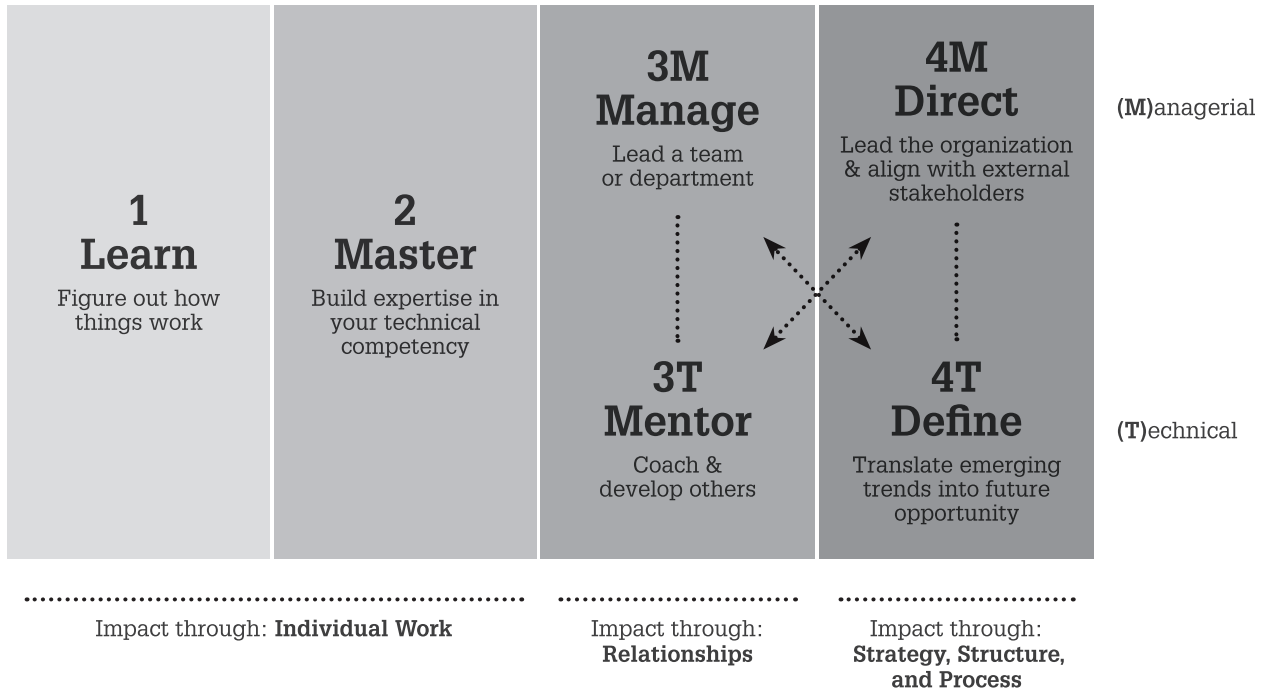 1
Learn
Figure out how
things work
2
Master
Build expertise in
your technical
competency
3M
Manage
Lead a team
or department
3T
Mentor
Coach &
develop others
4M
Direct
Lead the organization
& align with external
stakeholders
4T
Define
Translate emerging
trends into future
opportunity
(M)anagerial
(T)echnical
Impact through: Individual Work
Impact through:
Relationships
Impact through:
Strategy, Structure,
and Process